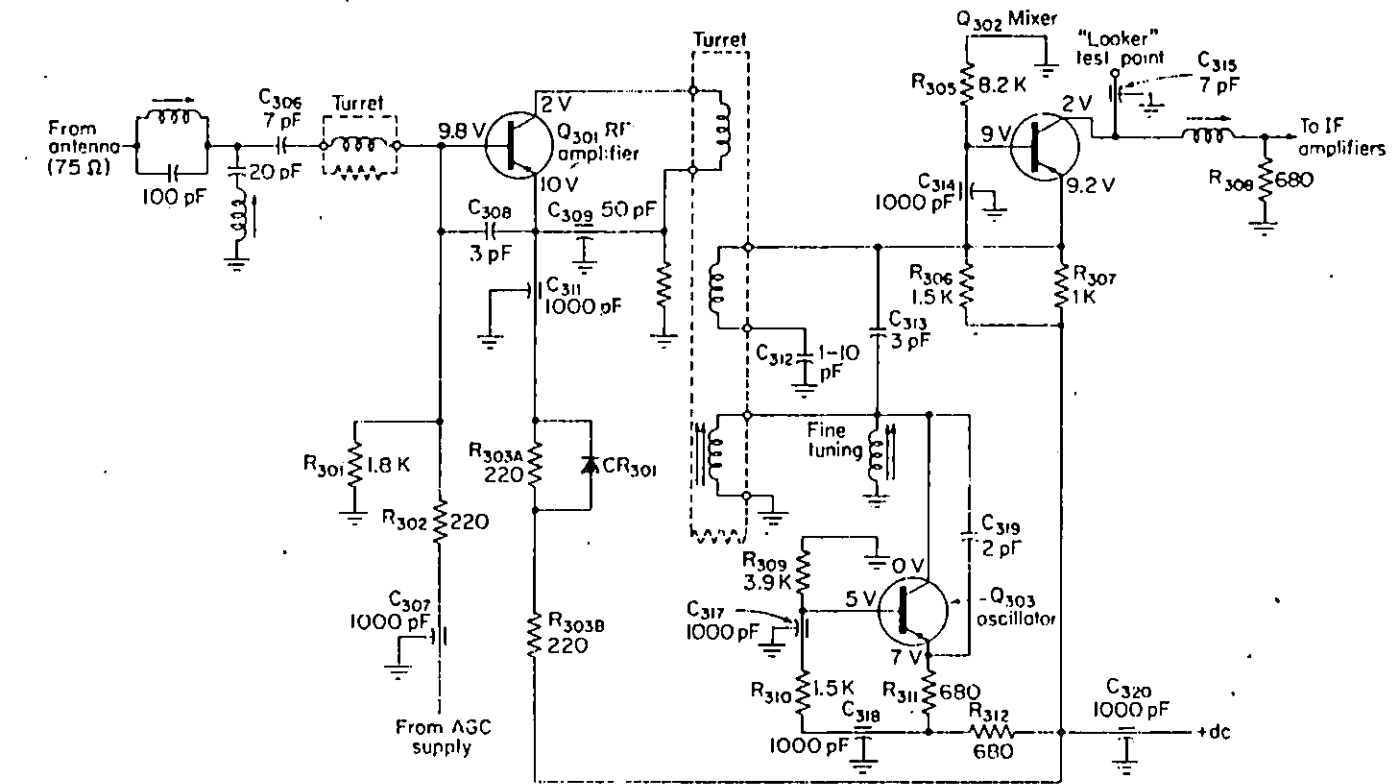 Q302 Mixer
Turret
"Looker"
test point
C315
7 pF
R305
8.2 K
2 V
C306
7 pF
Turret
From
antenna
(75 Ω)
100 pF
20 pF
9.8 V
2 V
Q301 RF
amplifier
10 V
9 V
To IF
amplifiers
9.2 V
R308
680
C314
1000 pF
C308
3 pF
C309
50 pF
C311
1000 pF
R306
1.5 K
R307
1 K
C313
3 pF
C312
1-10
pF
Fine
tuning
R301
1.8 K
R303A
220
CR301
R302
220
C319
2 pF
R309
3.9 K
0 V
5 V
Q303
oscillator
C317
1000 pF
7 V
C307
1000 pF
R303B
220
R310
1.5 K
R311
680
C318
1000 pF
R312
680
C320
1000 pF
+dc
From AGC
supply